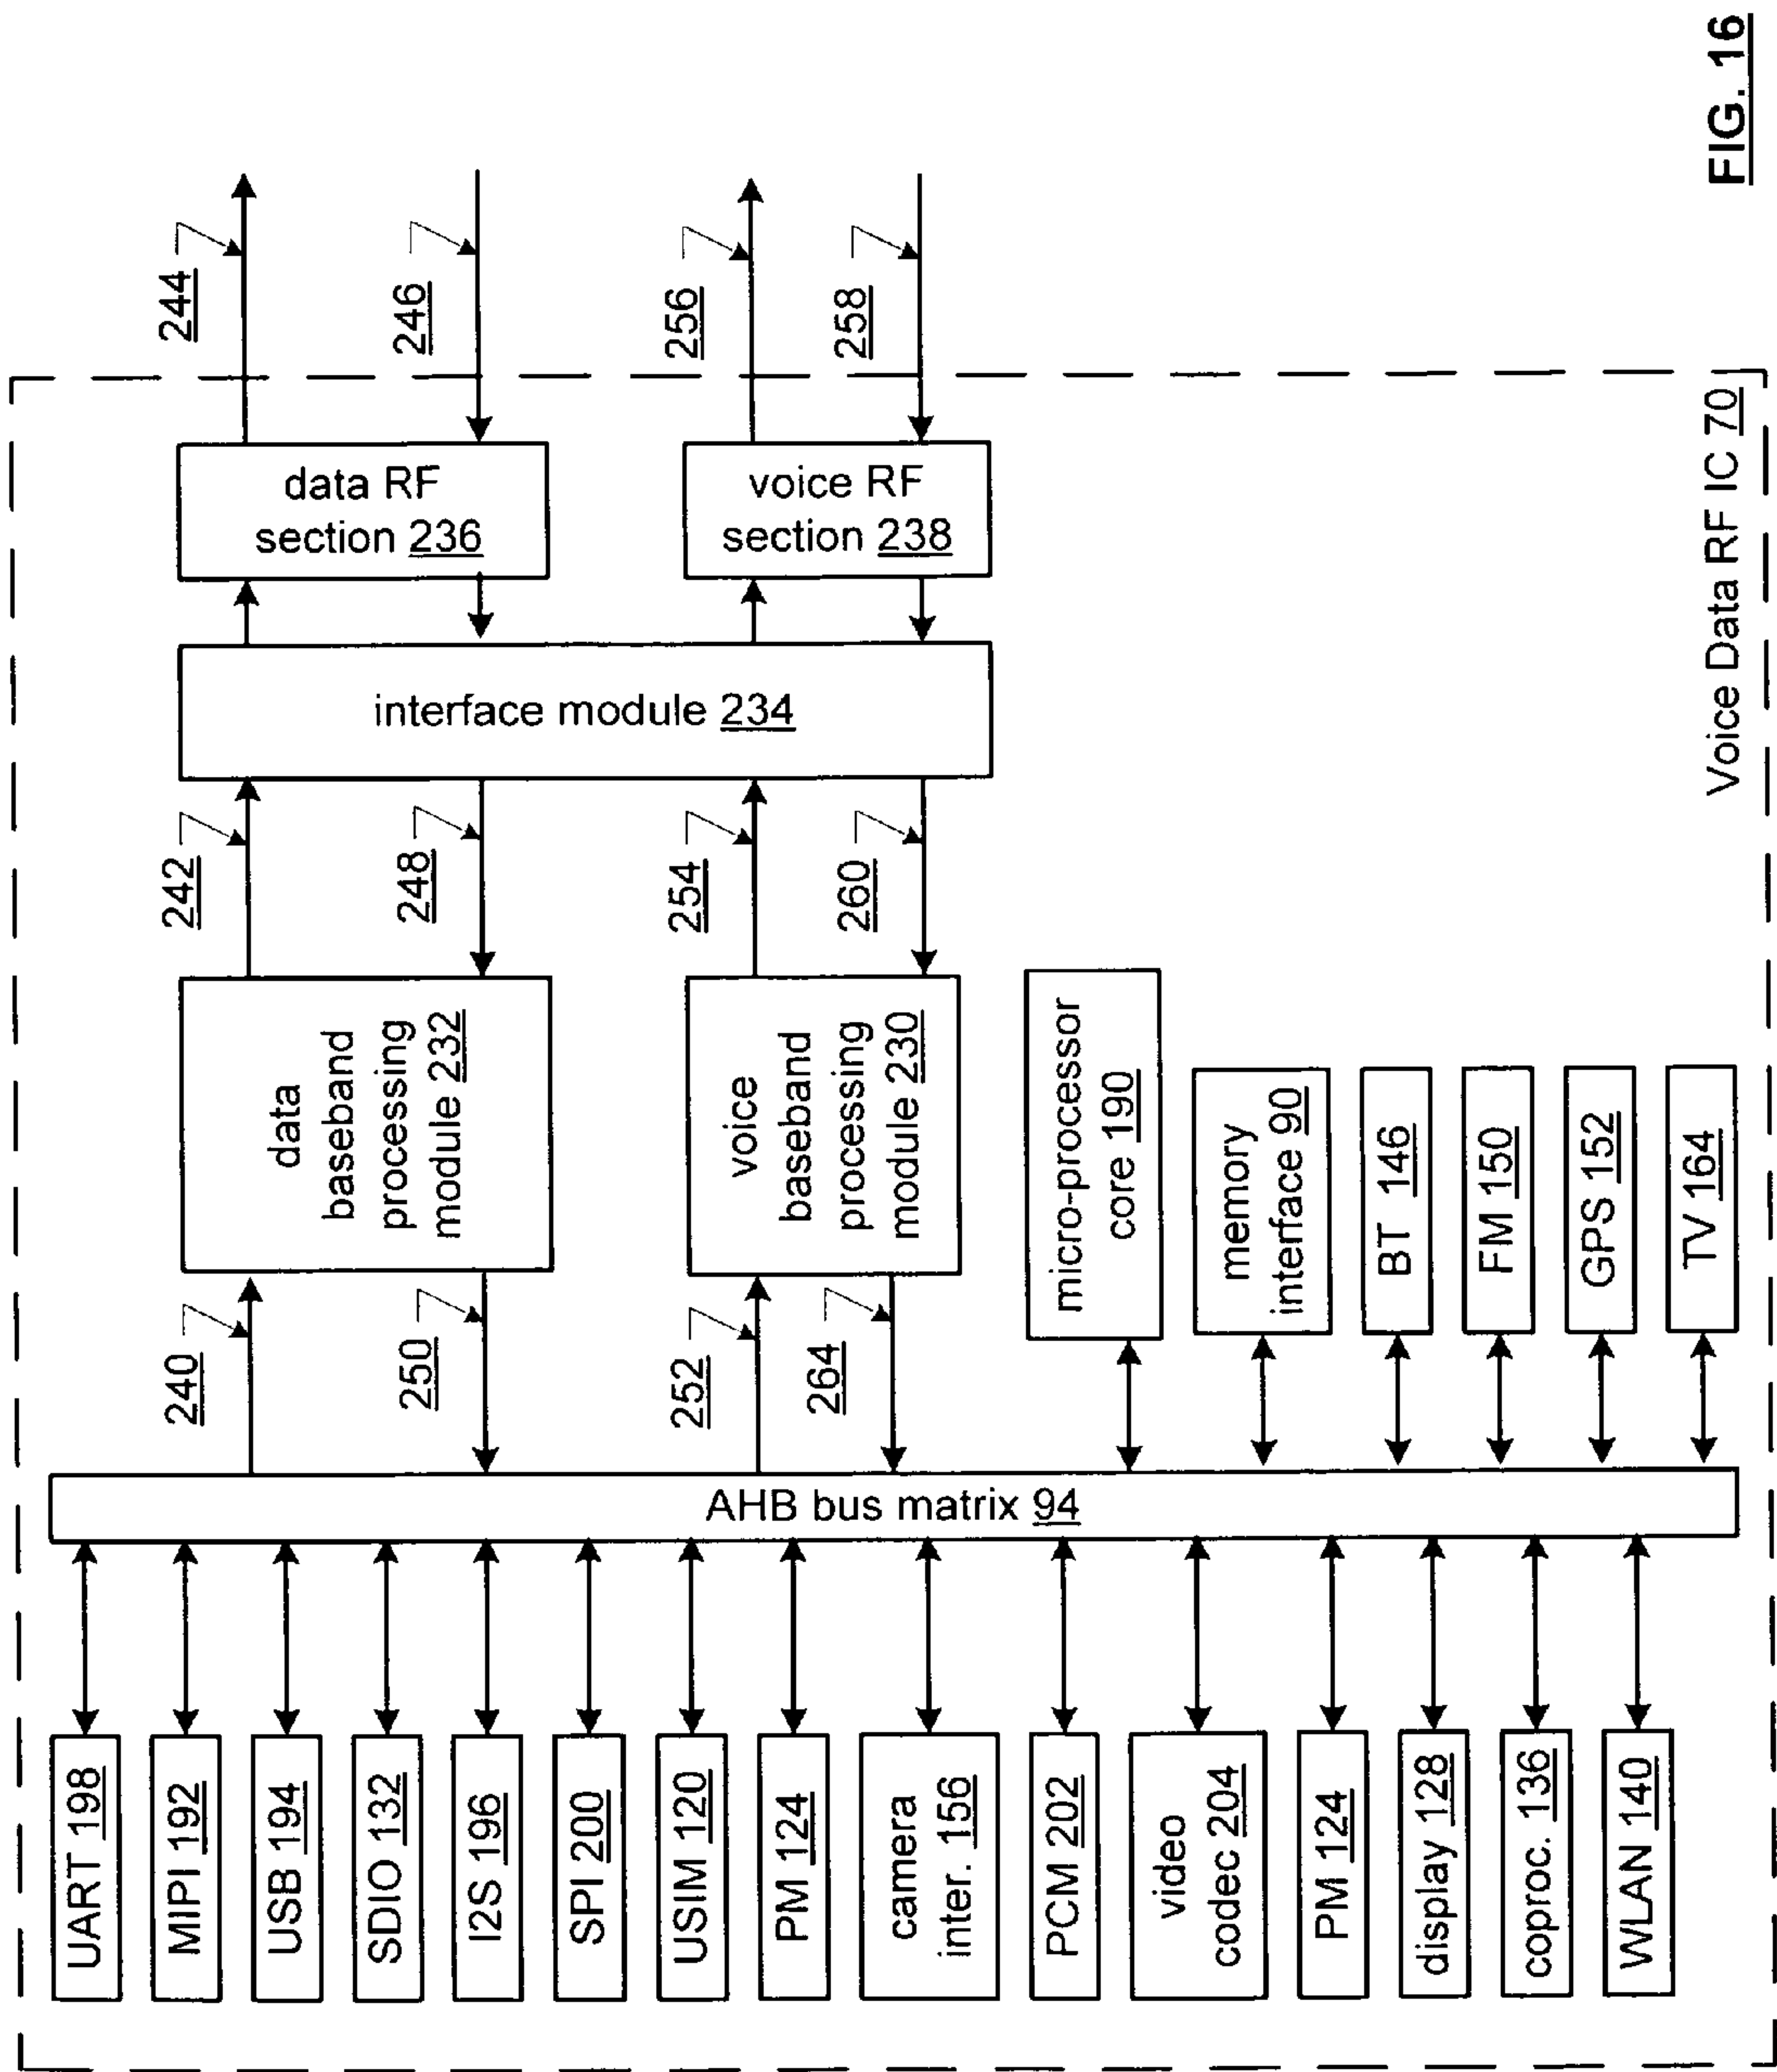 UART 198
MIPI 192
USB 194
SDIO 132
I2S 196
SPI 200
USIM 120
PM 124
camera
inter. 156
PCM 202
video
codec 204
PM 124
display 128
coproc. 136
WLAN 140
AHB bus matrix 94
240
250
252
264
data
baseband
processing
module 232
voice
baseband
processing
module 230
micro-processor
core 190
memory
interface 90
BT 146
FM 150
GPS 152
TV 164
242
248
254
260
interface module 234
data RF
section 236
voice RF
section 238
244
246
256
258
Voice Data RF IC 70
FIG. 16